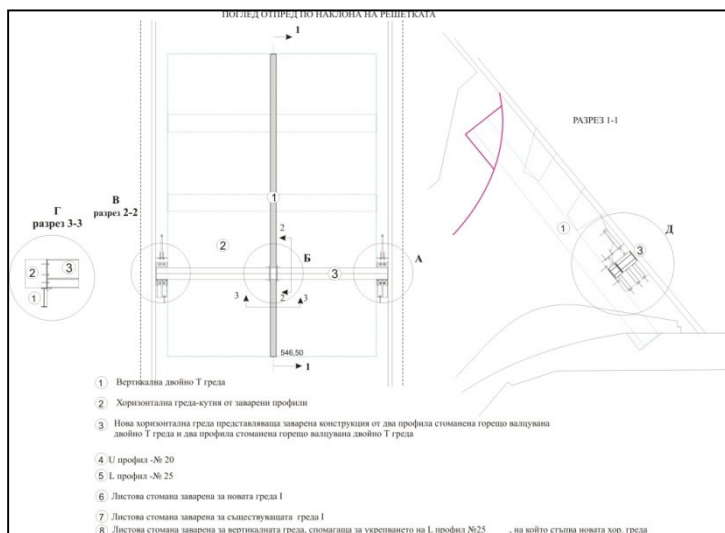 ПОГЛЕД ОТПРЕД ПО НАКЛОНА НА РЕШЕТКАТА
1
РАЗРЕЗ 1-1
В
разрез 2-2
Г
разрез 3-3
1
1
Д
2
2
Б
А
3
2
3
3
3
2
3
3
2
1
546,50
1
1 Вертикална двойно Т греда
2 Хоризонтална греда-кутия от заварени профили
3 Нова хоризонтална греда представляваща заварена конструкция от два профила стоманена горещо валцувана
двойно Т греда и два профила стоманена горещо валцувана двойно Т греда
4 U профил -№ 20
5 L профил -№ 25
6 Листова стомана заварена за новата греда I
7 Листова стомана заварена за съществуващата греда I
8 Листова стомана заварена за вертикалната греда, спомагаща за укрепването на L профил №25 , на който стъпва новата хор. греда